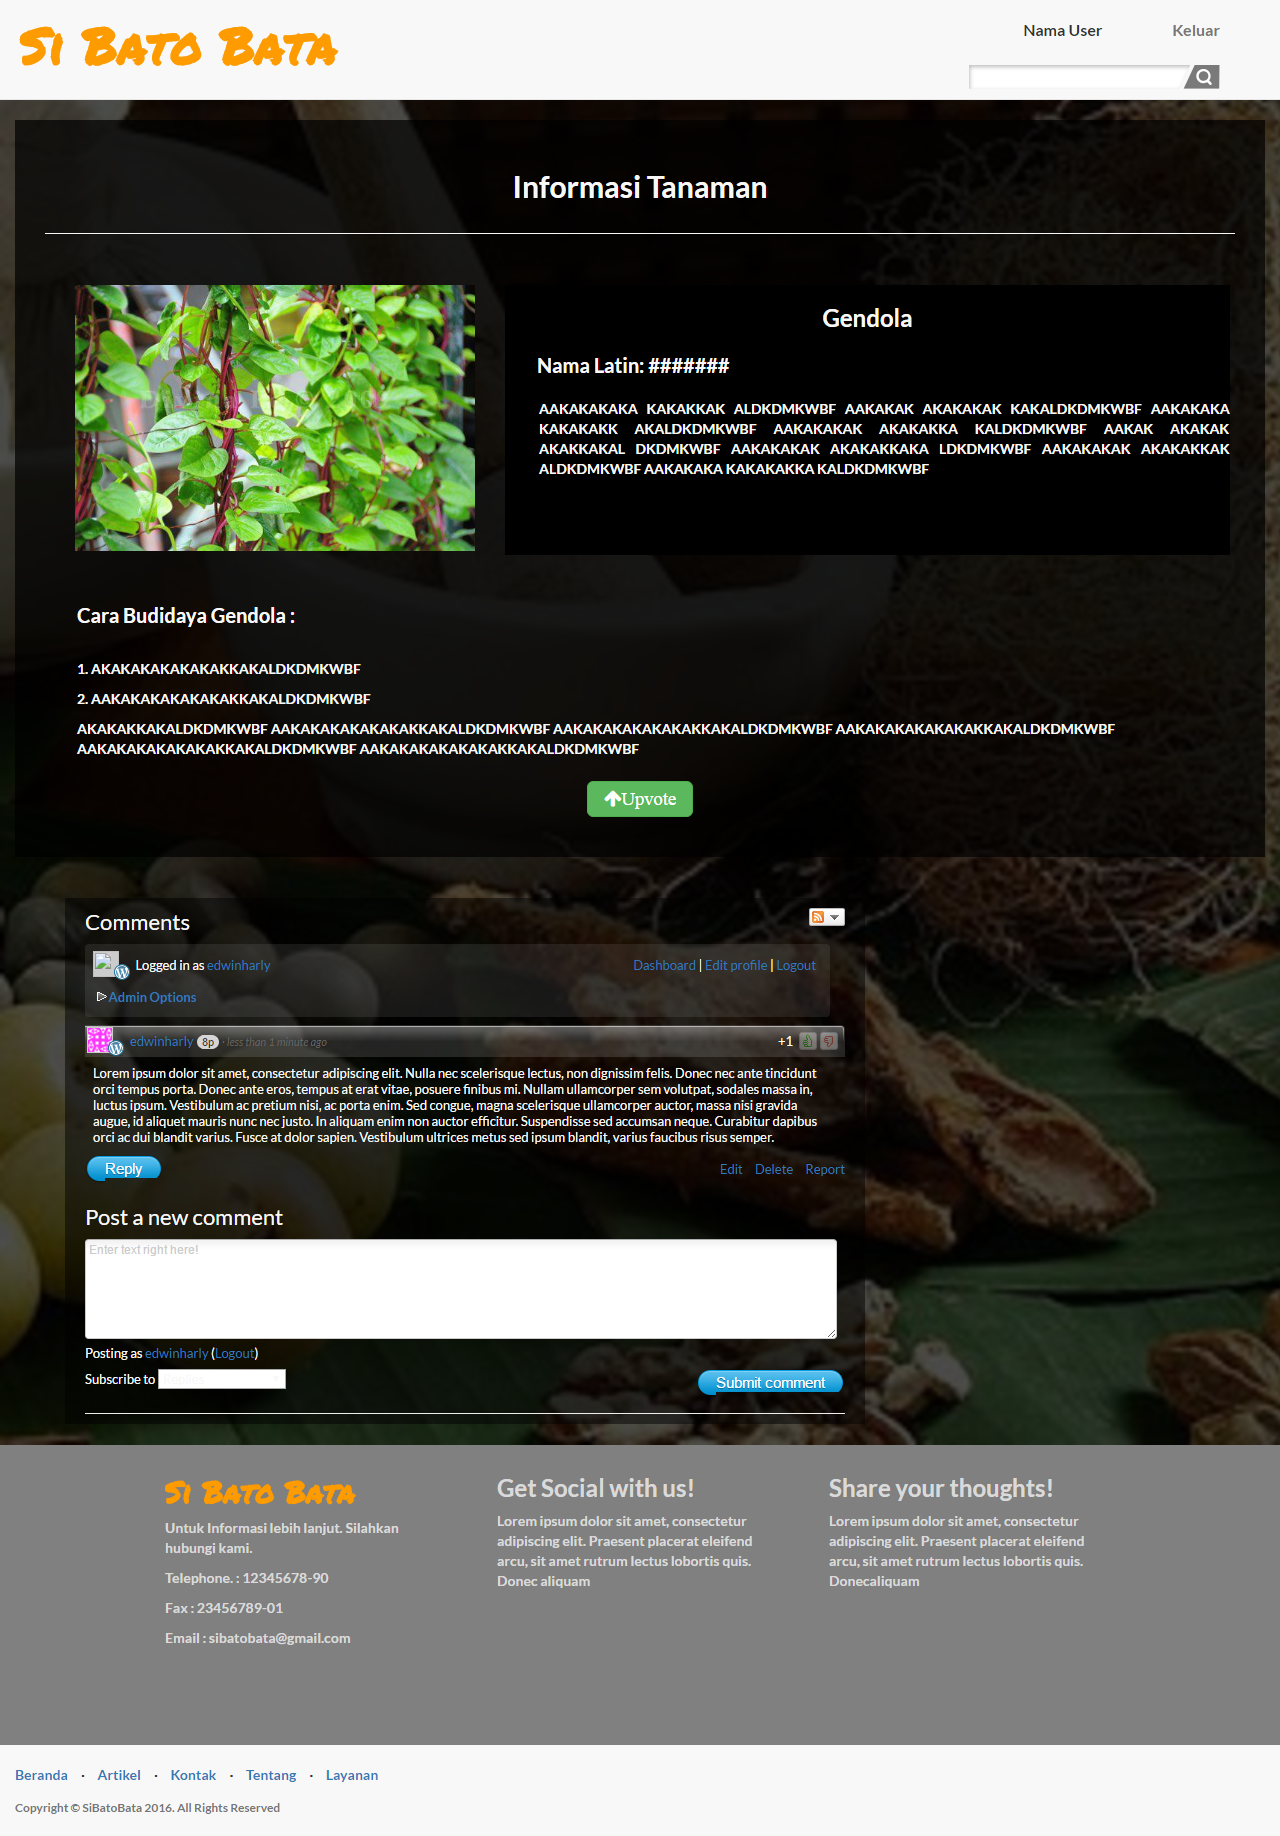 Si Bato Bata
Nama User
Keluar
Informasi Tanaman
Gendola
Nama Latin: #######
AAKAKAKAKA KAKAKKAK ALDKDMKWBF AAKAKAK AKAKAKAK KAKALDKDMKWBF AAKAKAKA
KAKAKAKK AKALDKDMKWBF AAKAKAKAK AKAKAKKA KALDKDMKWBF AAKAK AKAKAK
AKAKKAKAL DKDMKWBF AAKAKAKAK AKAKAKKAKA LDKDMKWBF AAKAKAKAK AKAKAKKAK
ALDKDMKWBF AAKAKAKA KAKAKAKKA KALDKDMKWBF
Cara Budidaya Gendola :
1. AKAKAKAKAKAKAKKAKALDKDMKWBF
2. AAKAKAKAKAKAKAKKAKALDKDMKWBF
AKAKAKKAKALDKDMKWBF AAKAKAKAKAKAKAKKAKALDKDMKWBF AAKAKAKAKAKAKAKKAKALDKDMKWBF AAKAKAKAKAKAKAKKAKALDKDMKWBF
AAKAKAKAKAKAKAKKAKALDKDMKWBF AAKAKAKAKAKAKAKKAKALDKDMKWBF
Upvote
Comments
Logged in as edwinharly
Dashboard | Edit profile | Logout
Admin Options
edwinharly 8p · less than 1 minute ago
+1
Lorem ipsum dolor sit amet, consectetur adipiscing elit. Nulla nec scelerisque lectus, non dignissim felis. Donec nec ante tincidunt
orci tempus porta. Donec ante eros, tempus at erat vitae, posuere finibus mi. Nullam ullamcorper sem volutpat, sodales massa in,
luctus ipsum. Vestibulum ac pretium nisi, ac porta enim. Sed congue, magna scelerisque ullamcorper auctor, massa nisi gravida
augue, id aliquet mauris nunc nec justo. In aliquam enim non auctor efficitur. Suspendisse sed accumsan neque. Curabitur dapibus
orci ac dui blandit varius. Fusce at dolor sapien. Vestibulum ultrices metus sed ipsum blandit, varius faucibus risus semper.
Reply
Edit Delete Report
Post a new comment
Enter text right here!
Posting as edwinharly (Logout)
Subscribe to
Submit comment
Si Bato Bata
Untuk Informasi lebih lanjut. Silahkan
hubungi kami.
Telephone. : 12345678-90
Fax : 23456789-01
Email : sibatobata@gmail.com
Get Social with us!
Lorem ipsum dolor sit amet, consectetur
adipiscing elit. Praesent placerat eleifend
arcu, sit amet rutrum lectus lobortis quis.
Donec aliquam
Share your thoughts!
Lorem ipsum dolor sit amet, consectetur
adipiscing elit. Praesent placerat eleifend
arcu, sit amet rutrum lectus lobortis quis.
Donecaliquam
Beranda · Artikel · Kontak · Tentang · Layanan
Copyright © SiBatoBata 2016. All Rights Reserved